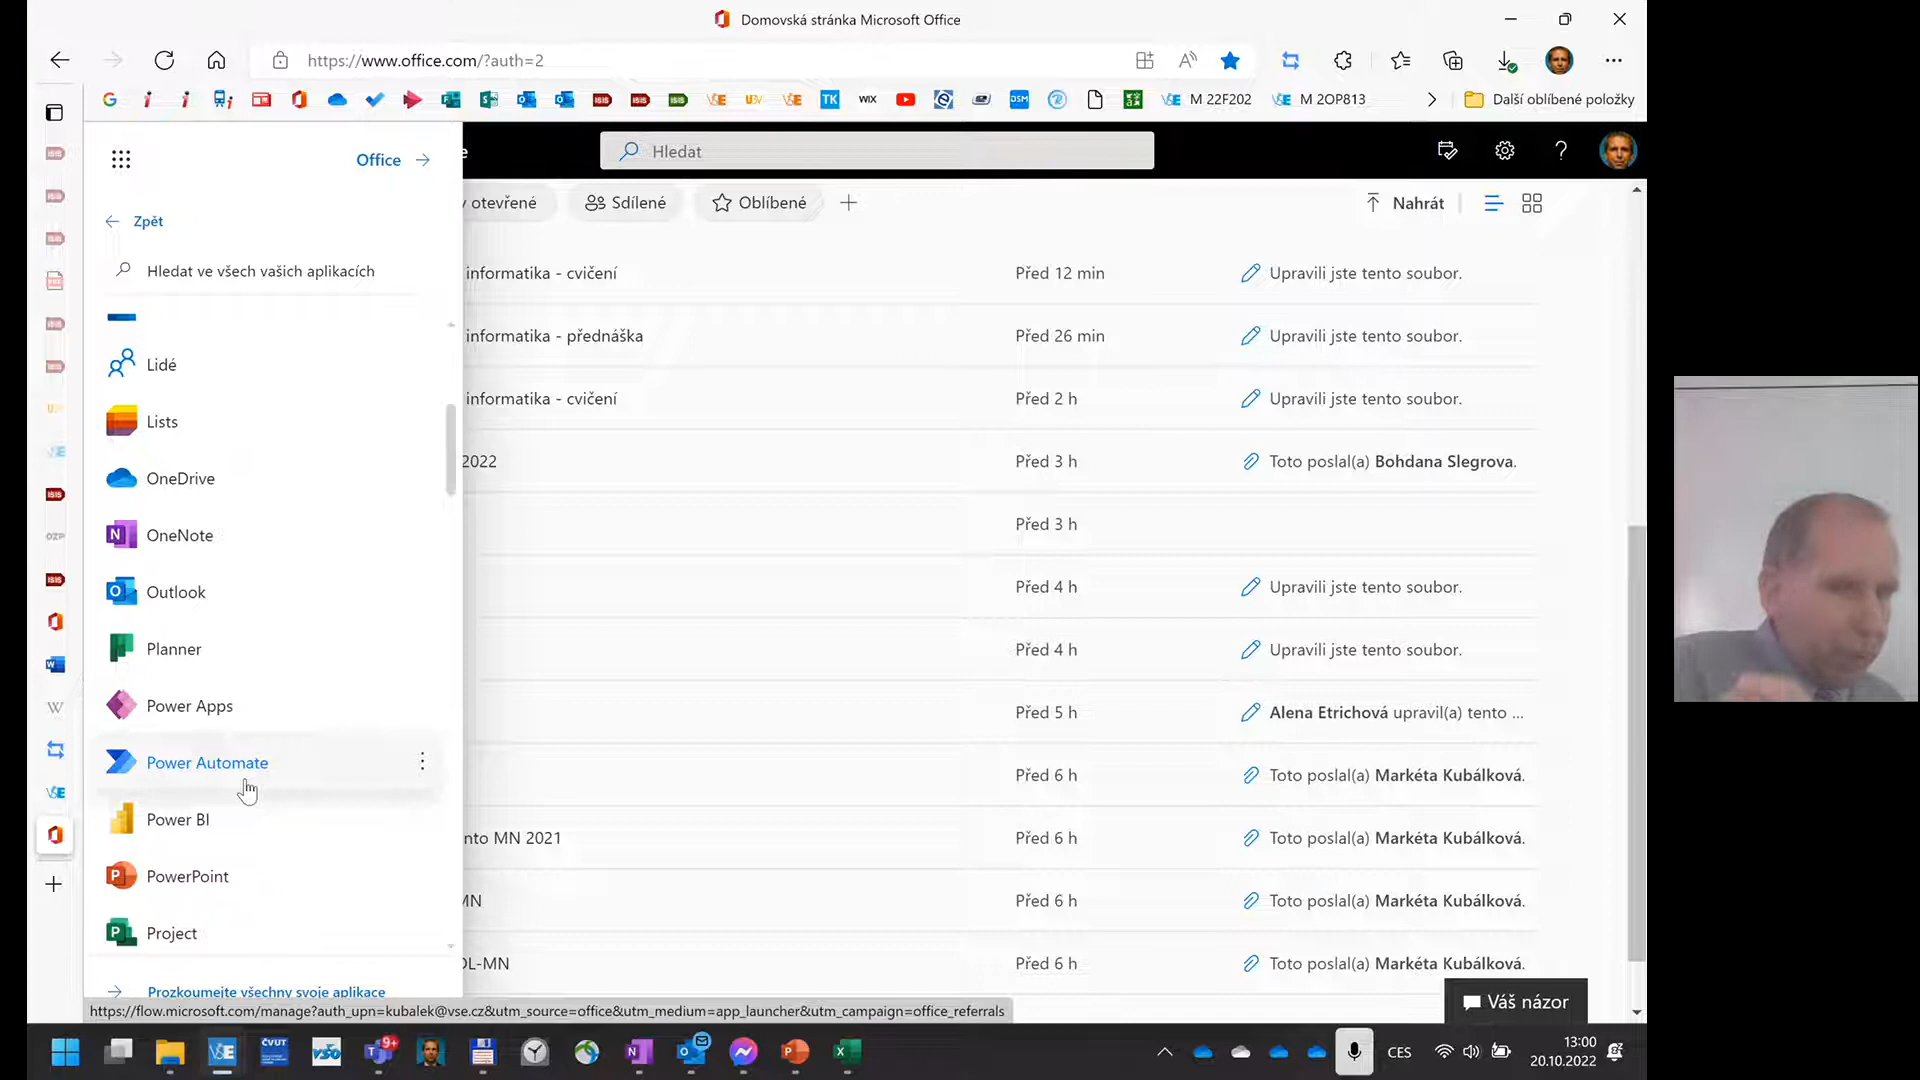 Domovská stránka Microsoft Office
https://www.office.com/?auth=2
M 22F202
M 2OP813
Další oblíbené položky
Office
e
Hledat
Zpět
y otevřené
Sdílené
Oblíbené
Nahrát
Hledat ve všech vašich aplikacích
informatika - cvičení
Před 12 min
Upravili jste tento soubor.
informatika - přednáška
Před 26 min
Upravili jste tento soubor.
Lidé
informatika - cvičení
Před 2 h
Upravili jste tento soubor.
Lists
2022
Před 3 h
Toto poslal(a) Bohdana Slegrova.
OneDrive
Před 3 h
OneNote
Před 4 h
Upravili jste tento soubor.
Outlook
Před 4 h
Upravili jste tento soubor.
Planner
Power Apps
Před 5 h
Alena Etrichová upravil(a) tento ...
Power Automate
Před 6 h
Toto poslal(a) Markéta Kubálková.
Power BI
nto MN 2021
Před 6 h
Toto poslal(a) Markéta Kubálková.
PowerPoint
MN
Před 6 h
Toto poslal(a) Markéta Kubálková.
Project
DL-MN
Před 6 h
Toto poslal(a) Markéta Kubálková.
Prozkoumejte všechny svoje aplikace
Váš názor
https://flow.microsoft.com/manage?auth_upn=kubalek@vse.cz&utm_source=office&utm_medium=app_launcher&utm_campaign=office_referrals
CES
13:00
20.10.2022